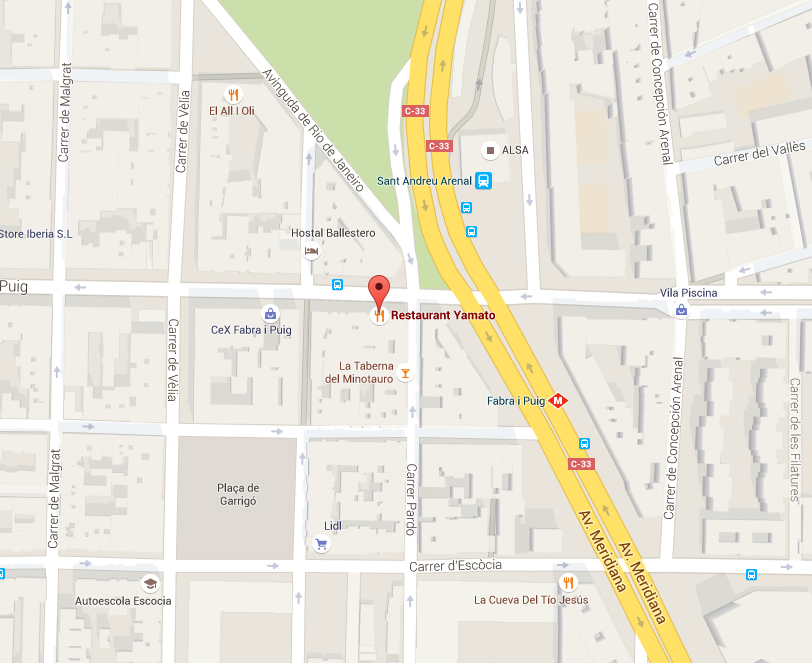 Carrer de Malgrat
Carrer de Vèlia
El All I Oli
Avinguda de Rio de Janeiro
C-33
C-33
ALSA
Sant Andreu Arenal
Carrer de Concepción Arenal
Carrer del Vallès
Store Iberia S.L
Hostal Ballestero
Puig
Vila Piscina
CeX Fabra i Puig
Restaurant Yamato
Carrer de Vèlia
La Taberna
del Minotauro
Fabra i Puig
M
Carrer de Concepción Arenal
Carrer de les Filatures
Carrer de Malgrat
C-33
Plaça de
Garrigó
Lidl
Carrer Pardo
Av. Meridiana
Av. Meridiana
Carrer d'Escòcia
Autoescola Escocia
La Cueva Del Tío Jesús